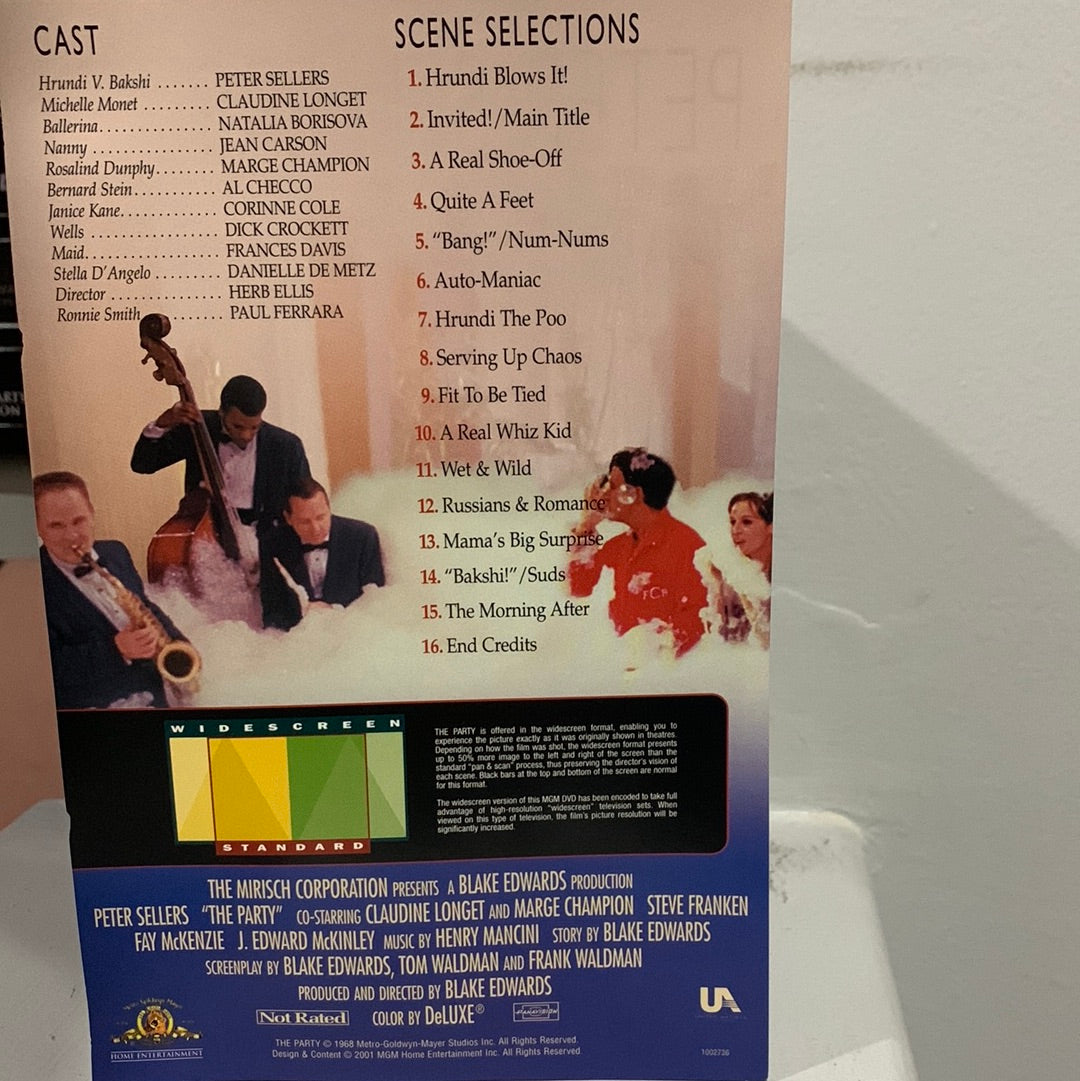 CAST
Hrundi V. Bakshi ....... PETER SELLERS
Michelle Monet ......... CLAUDINE LONGET
Ballerina.............. NATALIA BORISOVA
Nanny ................ JEAN CARSON
Rosalind Dunphy........ MARGE CHAMPION
Bernard Stein........... AL CHECCO
Janice Kane............. CORINNE COLE
Wells ................. DICK CROCKETT
Maid.................. FRANCES DAVIS
Stella D'Angelo ......... DANIELLE DE METZ
Director ............... HERB ELLIS
Ronnie Smith ....... PAUL FERRARA
SCENE SELECTIONS
1. Hrundi Blows It!
2. Invited!/Main Title
3. A Real Shoe-Off
4. Quite A Feet
5. "Bang!"/Num-Nums
6. Auto-Maniac
7. Hrundi The Poo
8. Serving Up Chaos
9. Fit To Be Tied
10. A Real Whiz Kid
11. Wet & Wild
12. Russians & Romance
13. Mama's Big Surprise
14. "Bakshi!"/Suds
15. The Morning After
16. End Credits
WIDESCREEN
STANDARD
THE PARTY is offered in the widescreen format, enabling you to
experience the picture exactly as it was originally shown in theatres.
Depending on how the film was shot, the widescreen format presents
up to 50% more image to the left and right of the screen than the
standard "pan & scan" process, thus preserving the director's vision of
each scene. Black bars at the top and bottom of the screen are normal
for this format.
The widescreen version of this MGM DVD has been encoded to take full
advantage of high-resolution "widescreen" television sets. When
viewed on this type of television, the film's picture resolution will be
significantly increased.
THE MIRISCH CORPORATION PRESENTS A BLAKE EDWARDS PRODUCTION
PETER SELLERS "THE PARTY" CO-STARRING CLAUDINE LONGET AND MARGE CHAMPION STEVE FRANKEN
FAY McKENZIE J. EDWARD McKINLEY MUSIC BY HENRY MANCINI STORY BY BLAKE EDWARDS
SCREENPLAY BY BLAKE EDWARDS, TOM WALDMAN AND FRANK WALDMAN
PRODUCED AND DIRECTED BY BLAKE EDWARDS
Not Rated COLOR BY DeLUXE® PANAVISION
UA
Metro Goldwyn Mayer
HOME ENTERTAINMENT
THE PARTY © 1968 Metro-Goldwyn-Mayer Studios Inc. All Rights Reserved.
Design & Content © 2001 MGM Home Entertainment Inc. All Rights Reserved.
1002736